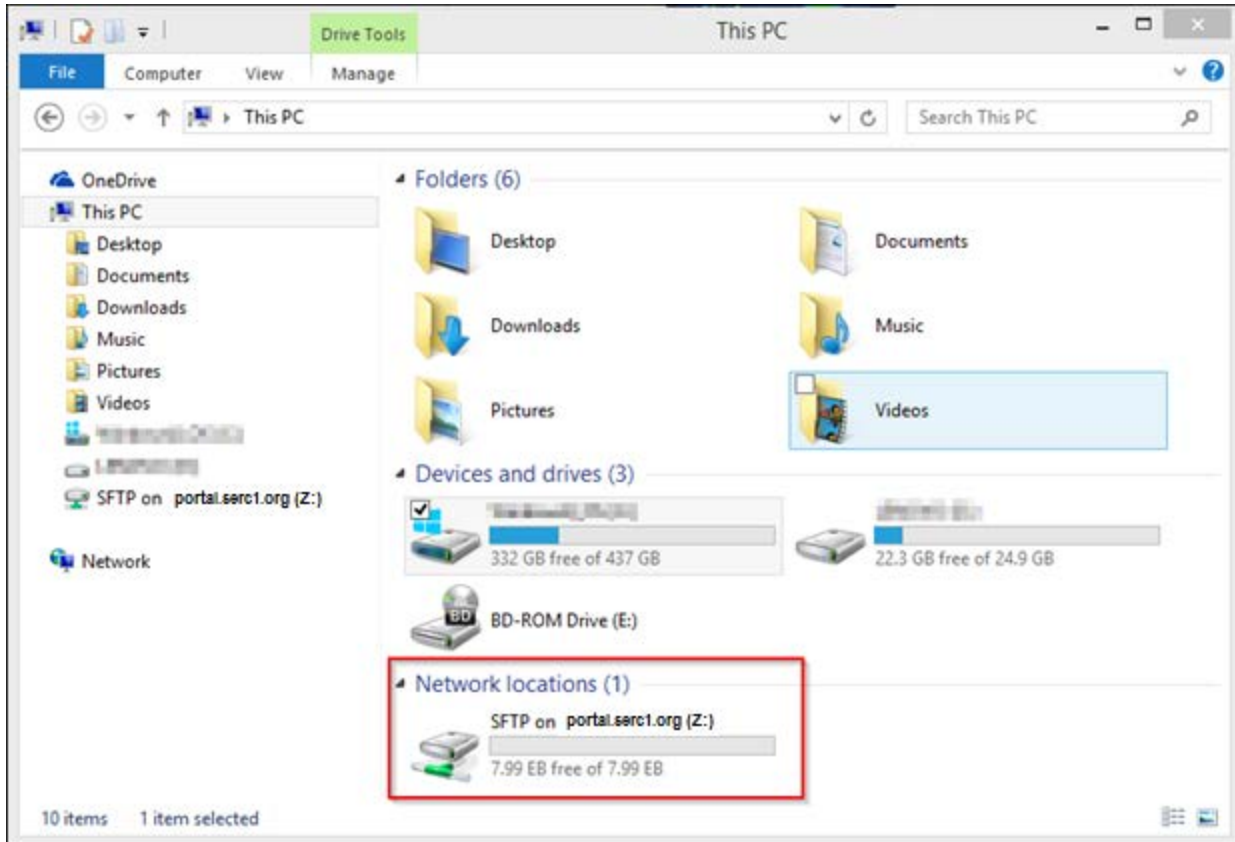 Drive Tools
This PC
File Computer View Manage
This PC
Search This PC
OneDrive
This PC
Desktop
Documents
Downloads
Music
Pictures
Videos
SFTP on portal.serc1.org (Z:)
Network
Folders (6)
Desktop
Documents
Downloads
Music
Pictures
Videos
Devices and drives (3)
332 GB free of 437 GB
22.3 GB free of 24.9 GB
BD
BD-ROM Drive (E:)
Network locations (1)
SFTP on portal.serc1.org (Z:)
7.99 EB free of 7.99 EB
10 items 1 item selected